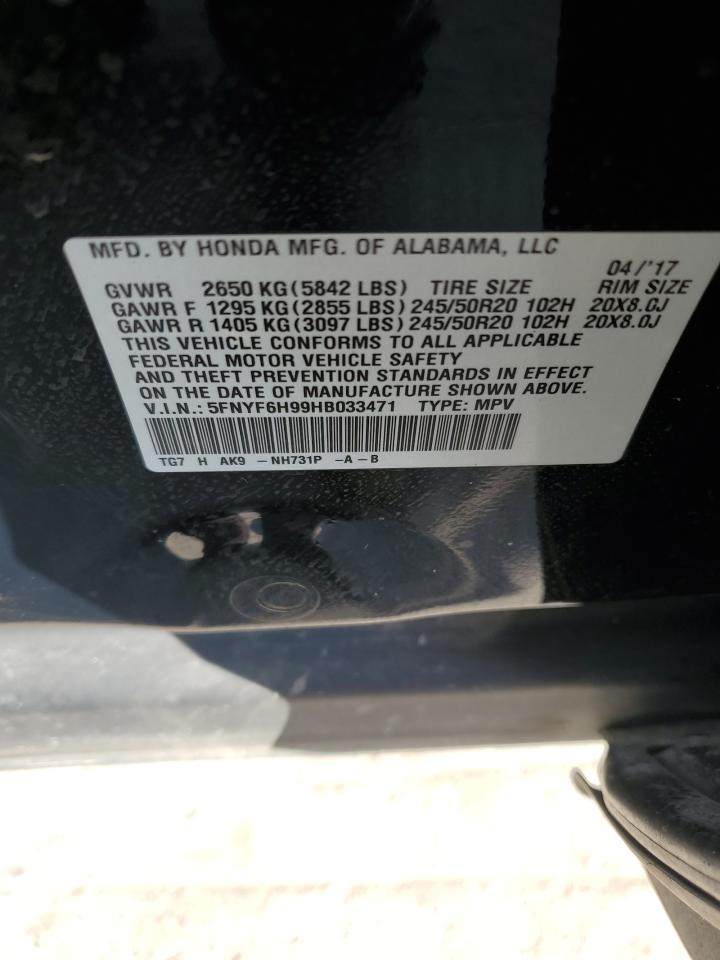 MFD. BY HONDA MFG. OF ALABAMA, LLC
04/'17
GVWR 2650 KG (5842 LBS) TIRE SIZE RIM SIZE
GAWR F 1295 KG (2855 LBS) 245/50R20 102H 20X8.0J
GAWR R 1405 KG (3097 LBS) 245/50R20 102H 20X8.0J
THIS VEHICLE CONFORMS TO ALL APPLICABLE
FEDERAL MOTOR VEHICLE SAFETY
AND THEFT PREVENTION STANDARDS IN EFFECT
ON THE DATE OF MANUFACTURE SHOWN ABOVE.
V.I.N.: 5FNYF6H99HB033471 TYPE: MPV
TG7 H AK9 - NH731P - A - B